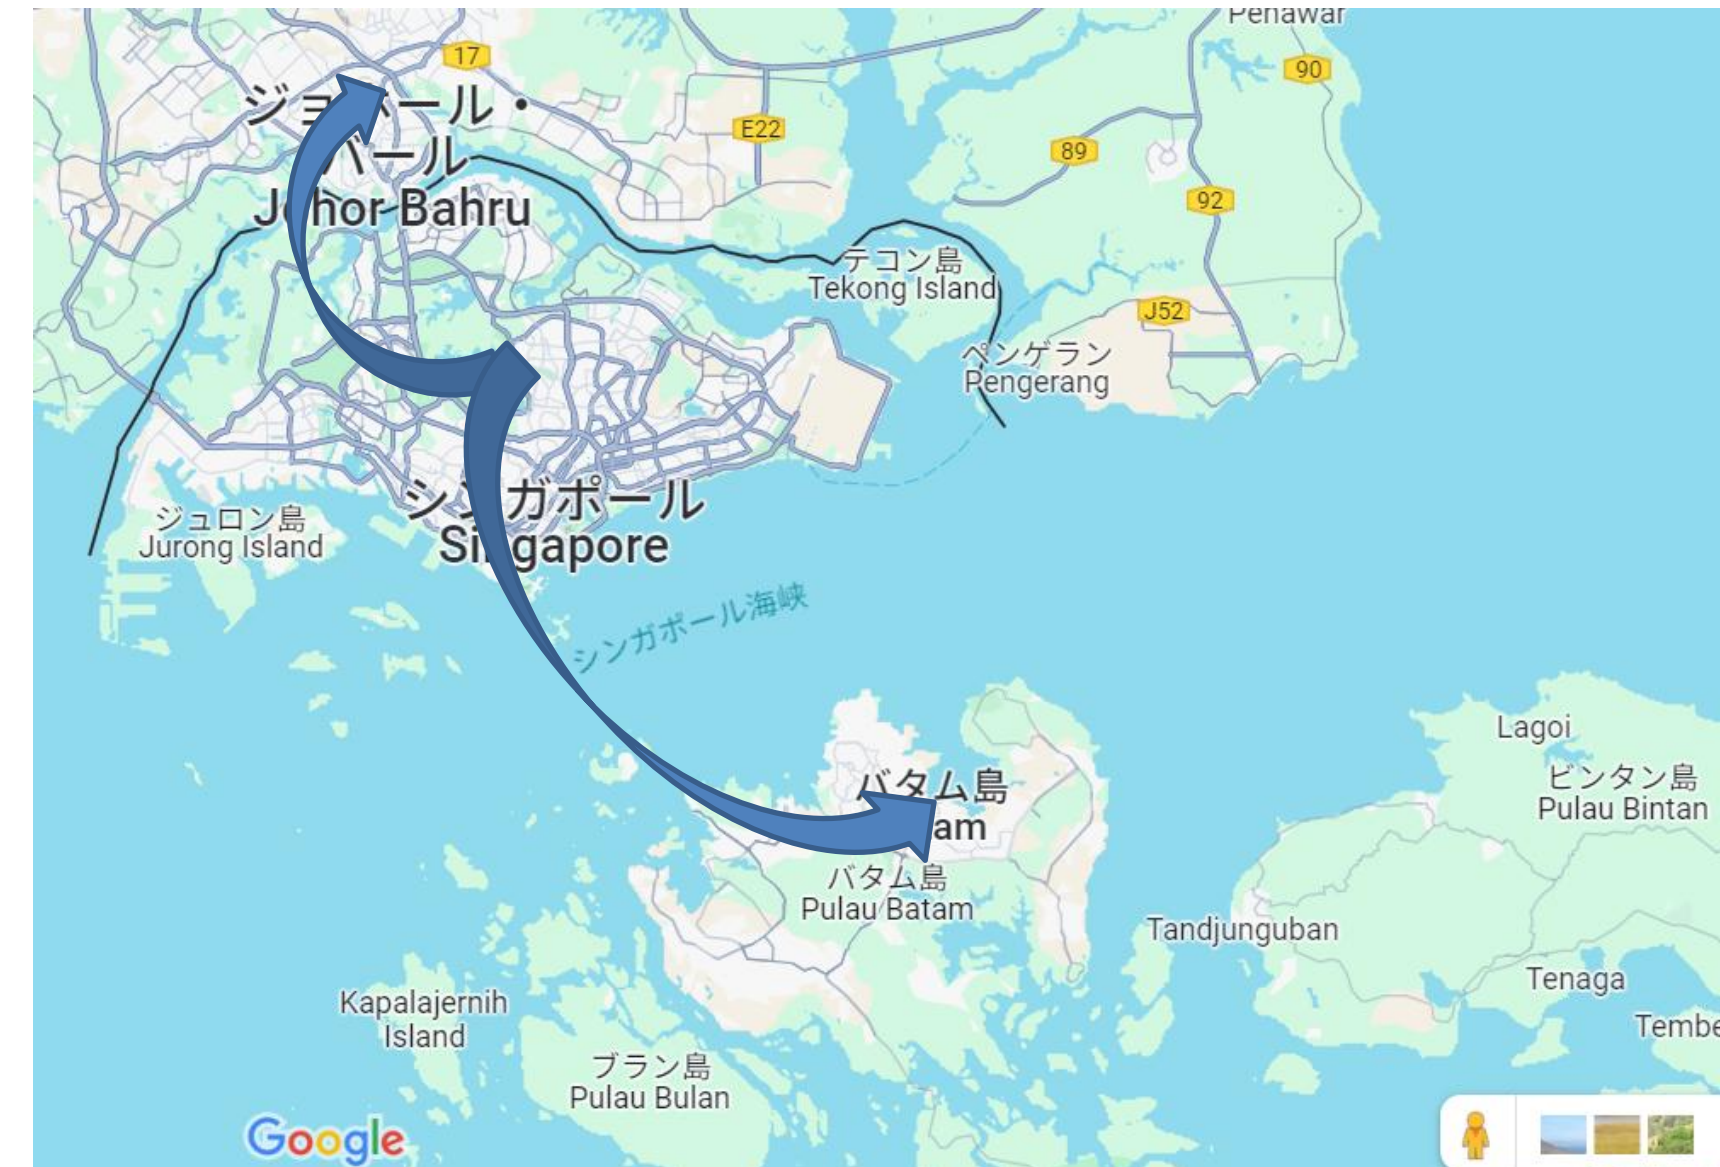 Penawar
17
90
ジョホール・
バール
Johor Bahru
E22
89
92
テコン島
Tekong Island
J52
ペンゲラン
Pengerang
シンガポール
Singapore
ジュロン島
Jurong Island
シンガポール海峡
Lagoi
バタム島
am
ビンタン島
Pulau Bintan
バタム島
Pulau Batam
Tandjunguban
Tenaga
Kapalajernih
Island
Tembe
ブラン島
Pulau Bulan
Google